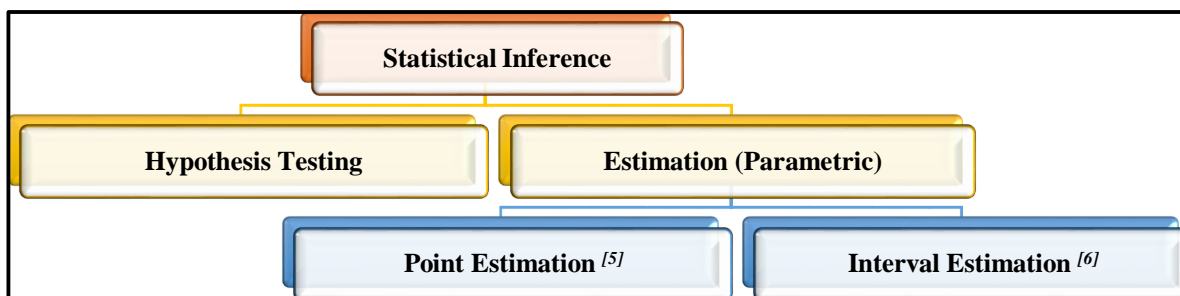 Statistical Inference
Hypothesis Testing
Estimation (Parametric)
Point Estimation [5]
Interval Estimation [6]